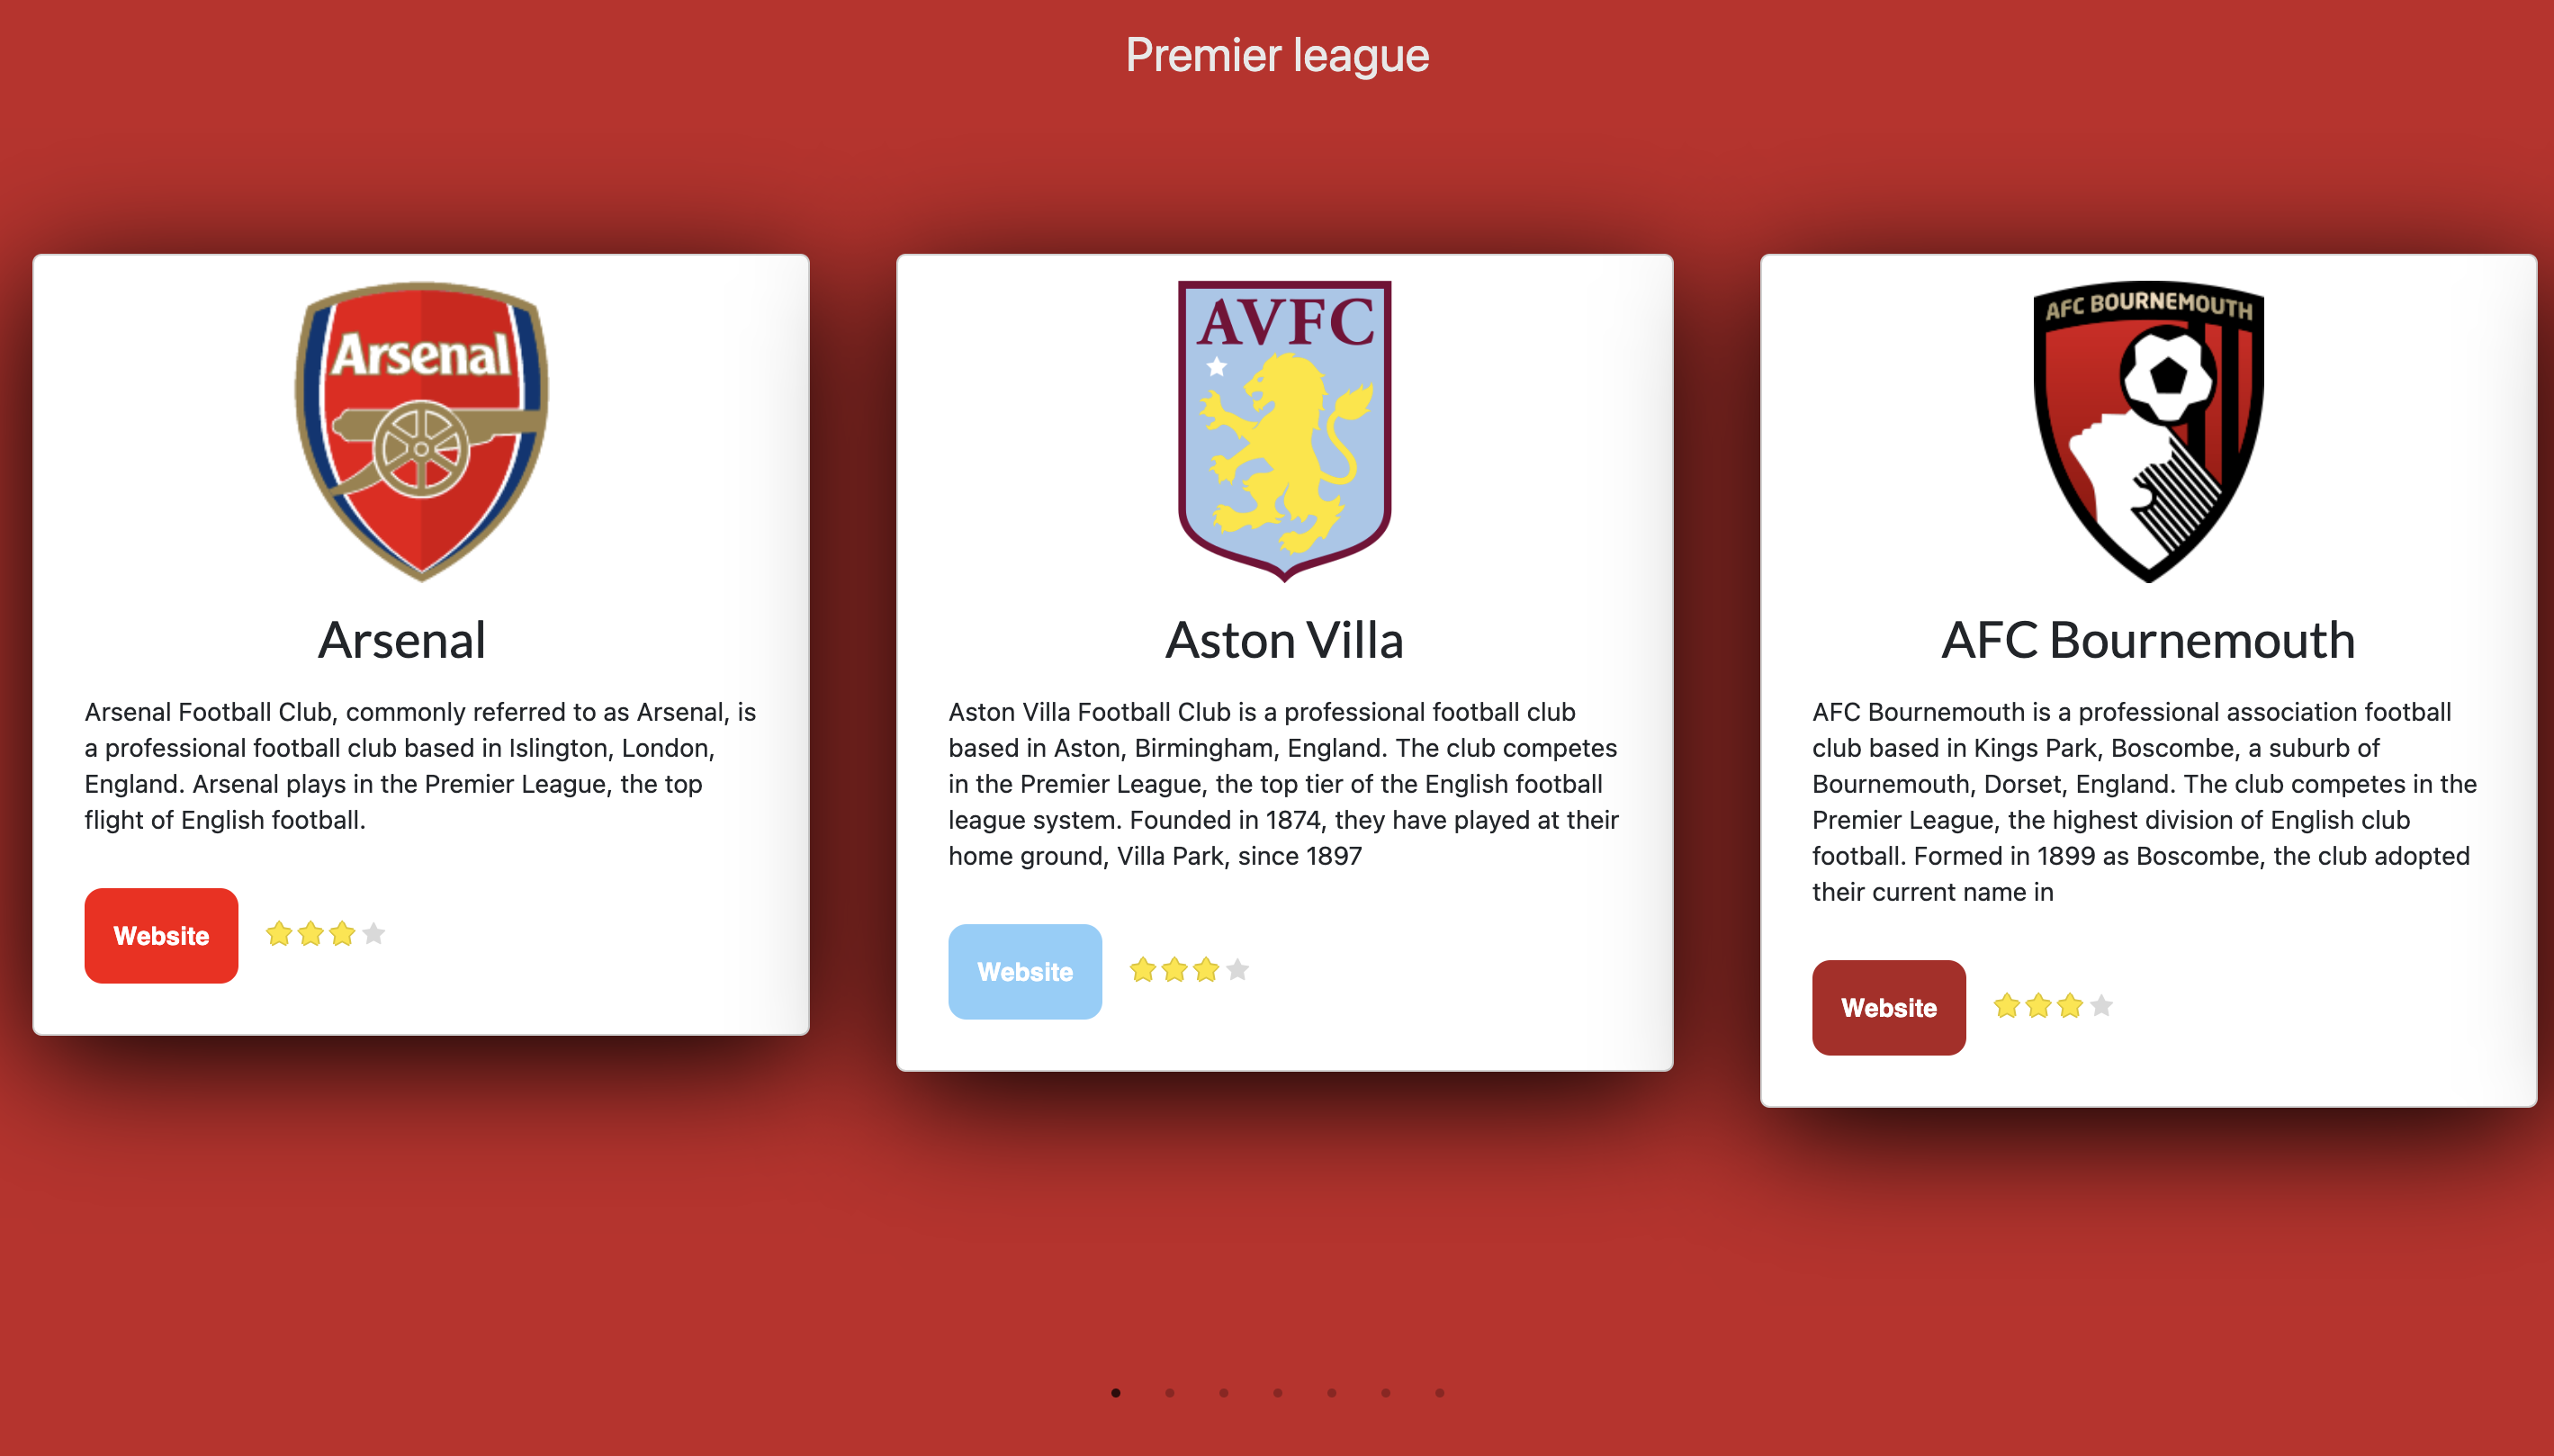 Premier league
Arsenal
Arsenal
Arsenal Football Club, commonly referred to as Arsenal, is
a professional football club based in Islington, London,
England. Arsenal plays in the Premier League, the top
flight of English football.
Website
AVFC
Aston Villa
Aston Villa Football Club is a professional football club
based in Aston, Birmingham, England. The club competes
in the Premier League, the top tier of the English football
league system. Founded in 1874, they have played at their
home ground, Villa Park, since 1897
Website
AFC BOURNEMOUTH
AFC Bournemouth
AFC Bournemouth is a professional association football
club based in Kings Park, Boscombe, a suburb of
Bournemouth, Dorset, England. The club competes in the
Premier League, the highest division of English club
football. Formed in 1899 as Boscombe, the club adopted
their current name in
Website